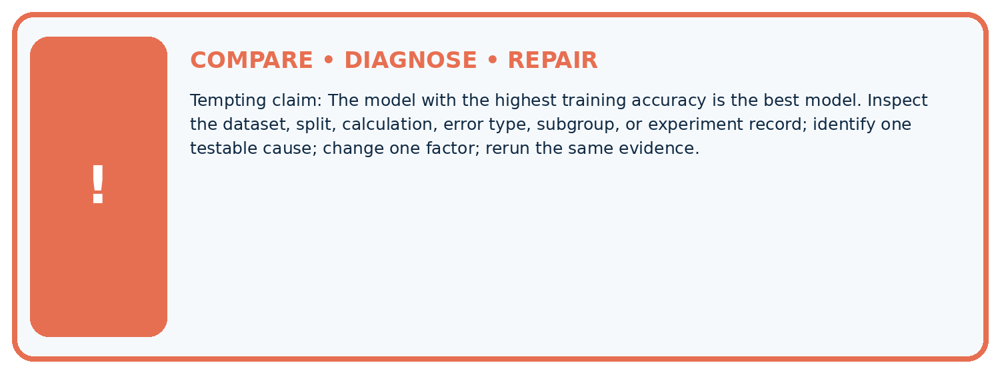 !
COMPARE • DIAGNOSE • REPAIR
Tempting claim: The model with the highest training accuracy is the best model. Inspect
the dataset, split, calculation, error type, subgroup, or experiment record; identify one
testable cause; change one factor; rerun the same evidence.